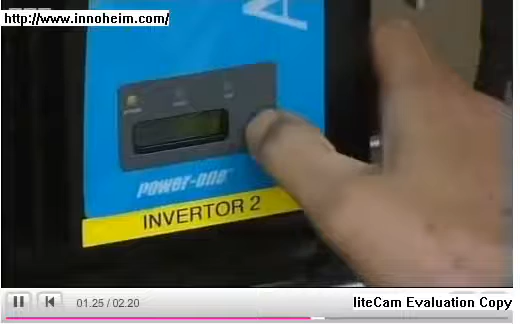 http://www.innoheim.com/
A
power-one
INVERTOR 2
01.25 / 02.20
liteCam Evaluation Copy